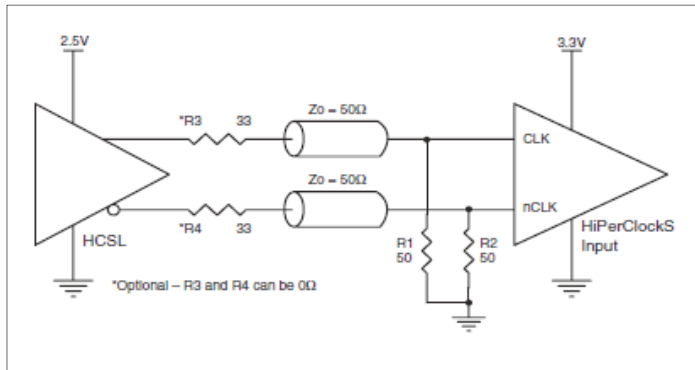 2.5V
3.3V
*R3 33
Zo – 50Ω
CLK
Zo – 50Ω
nCLK
*R4 33
HCSL
R1
50
R2
50
HiPerClockS
Input
*Optional – R3 and R4 can be 0Ω